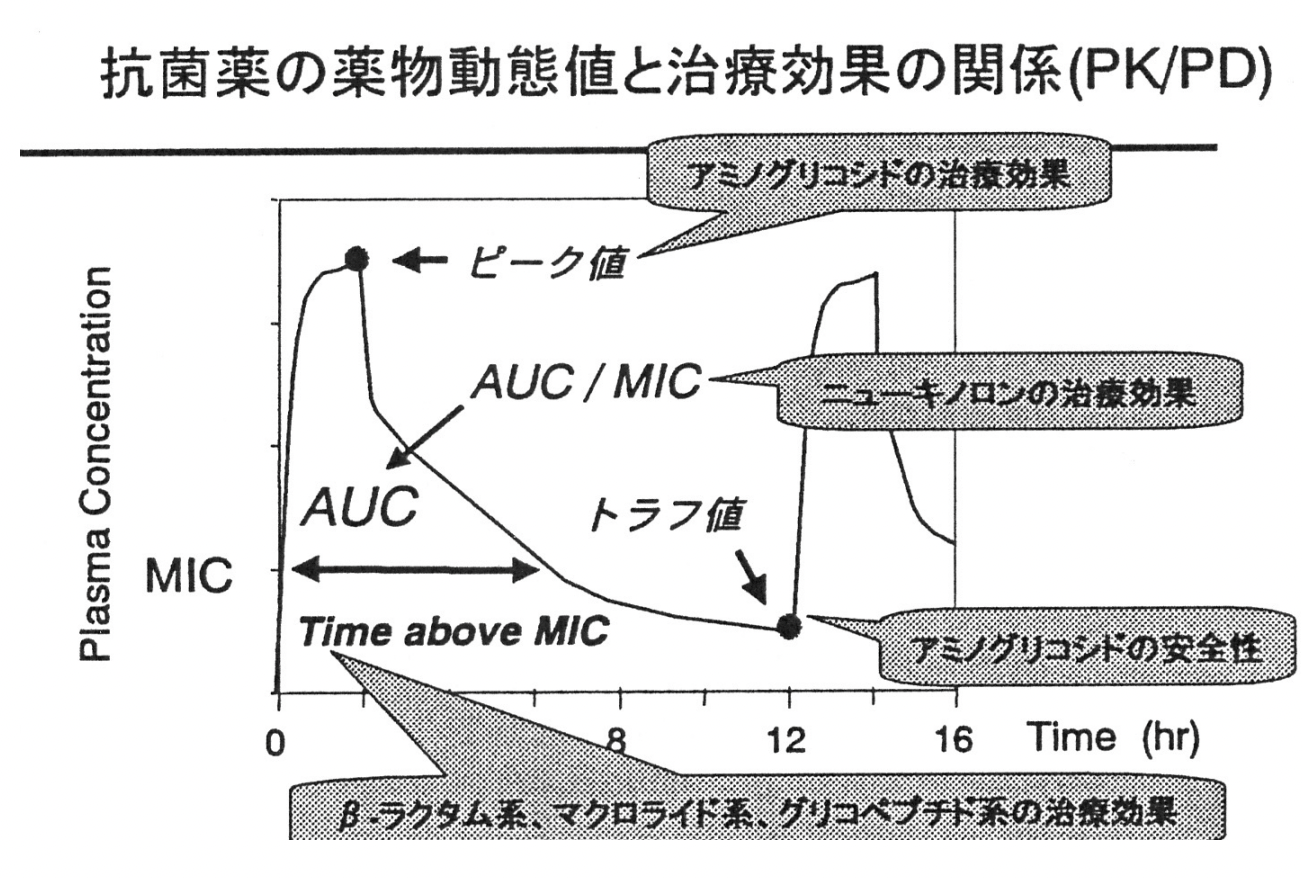 抗菌薬の薬物動態値と治療効果の関係(PK/PD)
アミノグリコシドの治療効果
ピーク値
AUC / MIC
ニューキノロンの治療効果
AUC
トラフ値
Plasma Concentration
MIC
Time above MIC
アミノグリコシドの安全性
0
8
12
16
Time (hr)
β-ラクタム系、マクロライド系、グリコペプチド系の治療効果